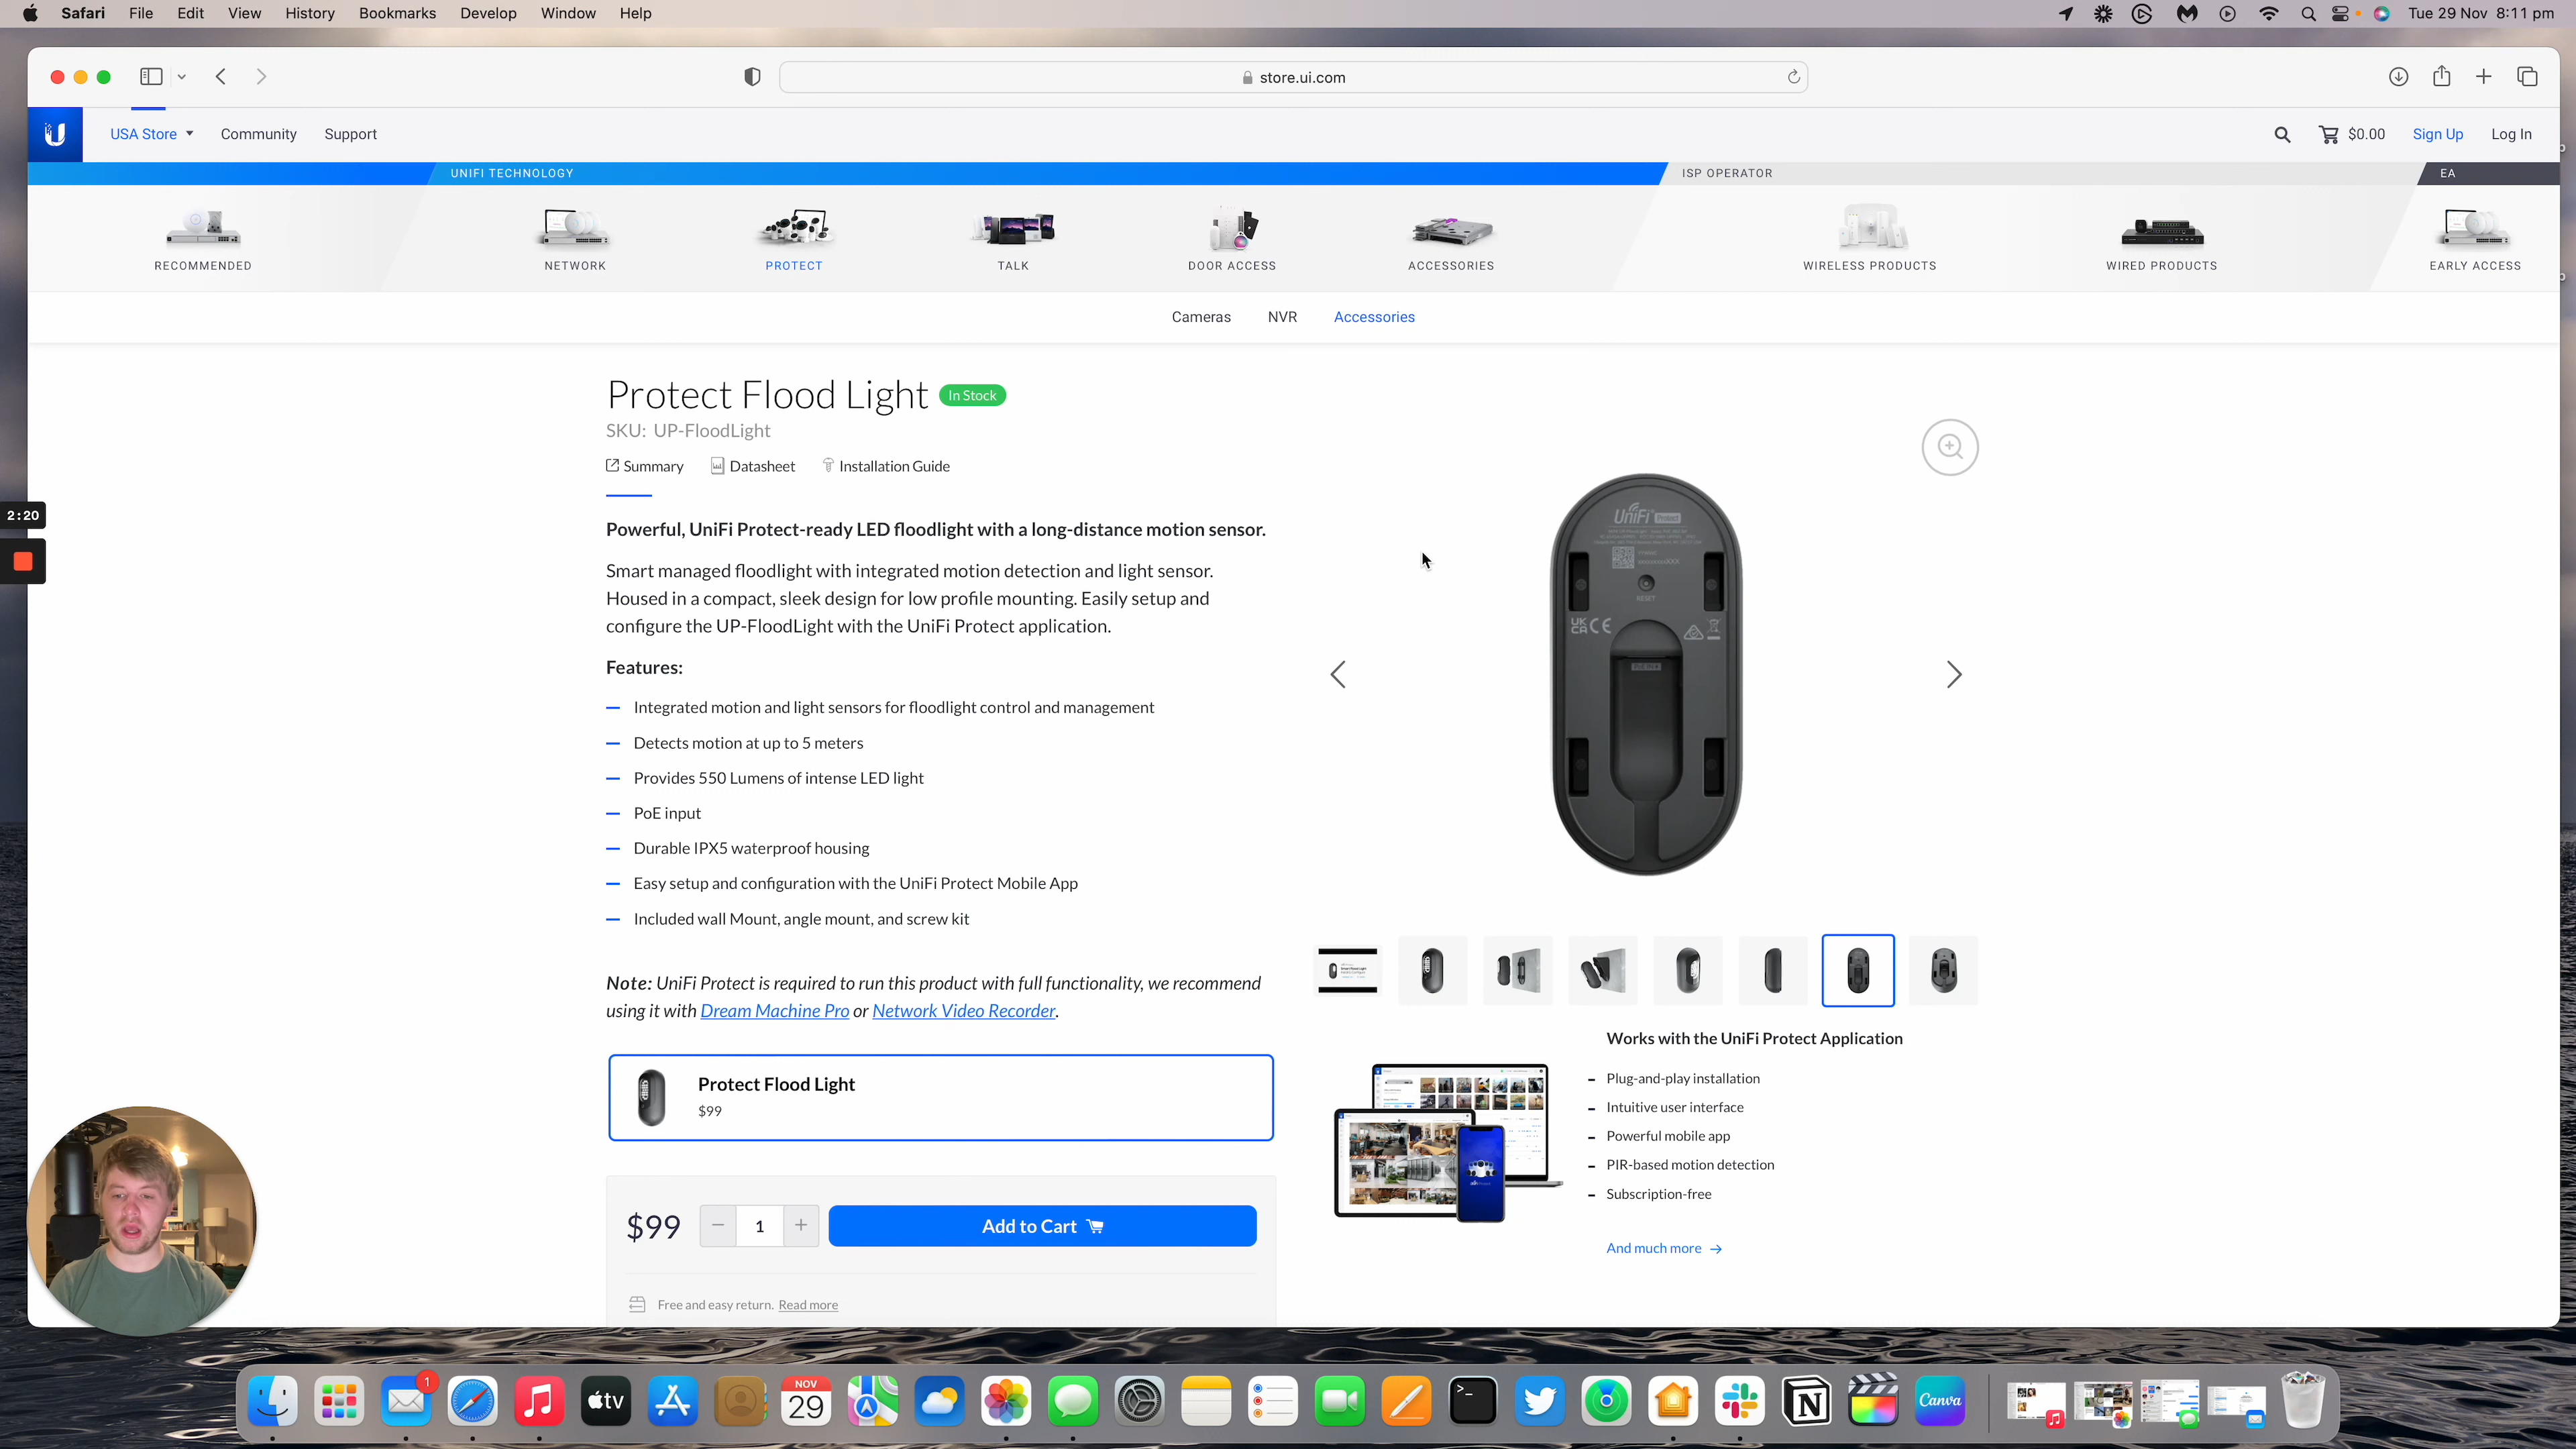 Safari File Edit View History Bookmarks Develop Window Help
Tue 29 Nov 8:11 pm
store.ui.com
USA Store Community Support
$0.00 Sign Up Log In
UNIFI TECHNOLOGY ISP OPERATOR EA
RECOMMENDED NETWORK PROTECT TALK DOOR ACCESS ACCESSORIES WIRELESS PRODUCTS WIRED PRODUCTS EARLY ACCESS
Cameras NVR Accessories
Protect Flood Light In Stock
SKU: UP-FloodLight
Summary Datasheet Installation Guide
2:20
Powerful, UniFi Protect-ready LED floodlight with a long-distance motion sensor.
Smart managed floodlight with integrated motion detection and light sensor.
Housed in a compact, sleek design for low profile mounting. Easily setup and
configure the UP-FloodLight with the UniFi Protect application.
Features:
Integrated motion and light sensors for floodlight control and management
Detects motion at up to 5 meters
Provides 550 Lumens of intense LED light
PoE input
Durable IPX5 waterproof housing
Easy setup and configuration with the UniFi Protect Mobile App
Included wall Mount, angle mount, and screw kit
Note: UniFi Protect is required to run this product with full functionality, we recommend
using it with Dream Machine Pro or Network Video Recorder.
Protect Flood Light
$99
$99 − 1 + Add to Cart
Free and easy return. Read more
UniFi Protect
RESET
UK CA CE
Works with the UniFi Protect Application
- Plug-and-play installation
- Intuitive user interface
- Powerful mobile app
- PIR-based motion detection
- Subscription-free
And much more →
1
tv
NOV
29
Canva